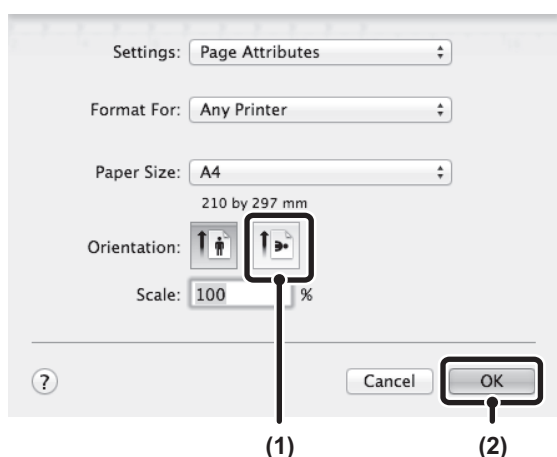 Settings: Page Attributes
Format For: Any Printer
Paper Size: A4
210 by 297 mm
Orientation:
Scale: 100 %
? Cancel OK
(1) (2)